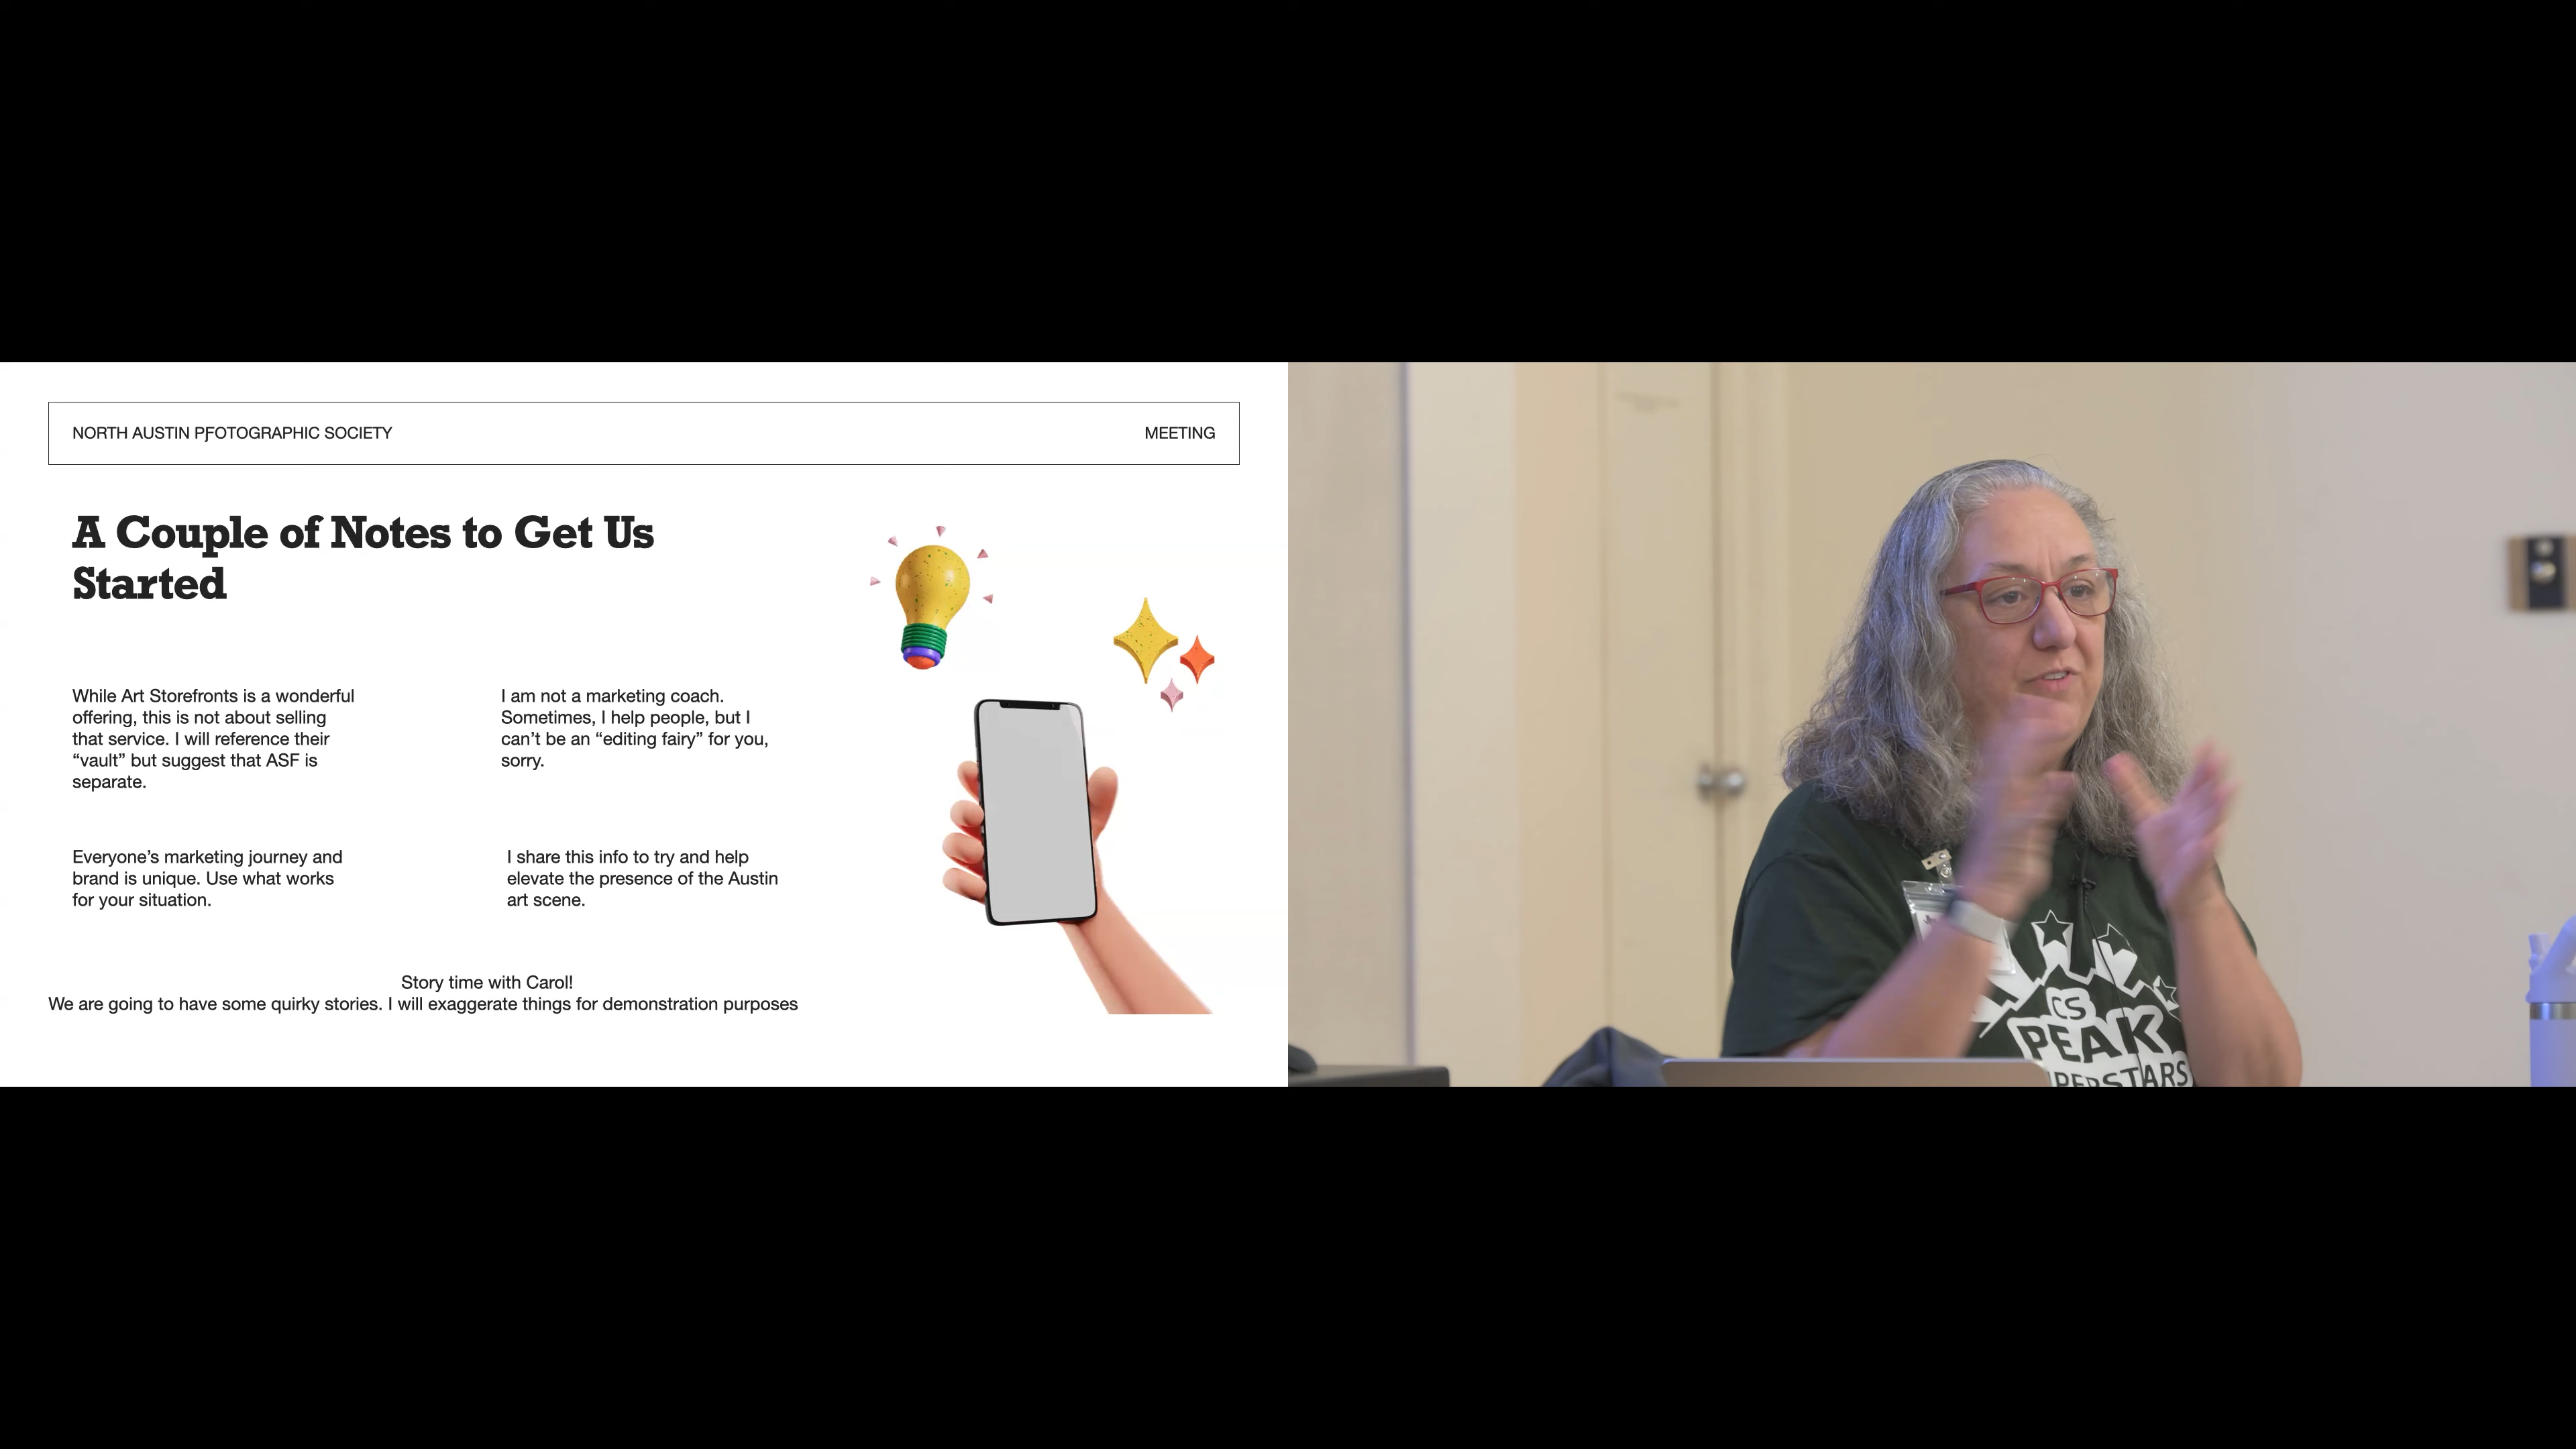 NORTH AUSTIN PƑOTOGRAPHIC SOCIETY
MEETING
A Couple of Notes to Get Us
Started
While Art Storefronts is a wonderful
offering, this is not about selling
that service. I will reference their
“vault” but suggest that ASF is
separate.
I am not a marketing coach.
Sometimes, I help people, but I
can’t be an “editing fairy” for you,
sorry.
Everyone’s marketing journey and
brand is unique. Use what works
for your situation.
I share this info to try and help
elevate the presence of the Austin
art scene.
Story time with Carol!
We are going to have some quirky stories. I will exaggerate things for demonstration purposes
CS
PEAK